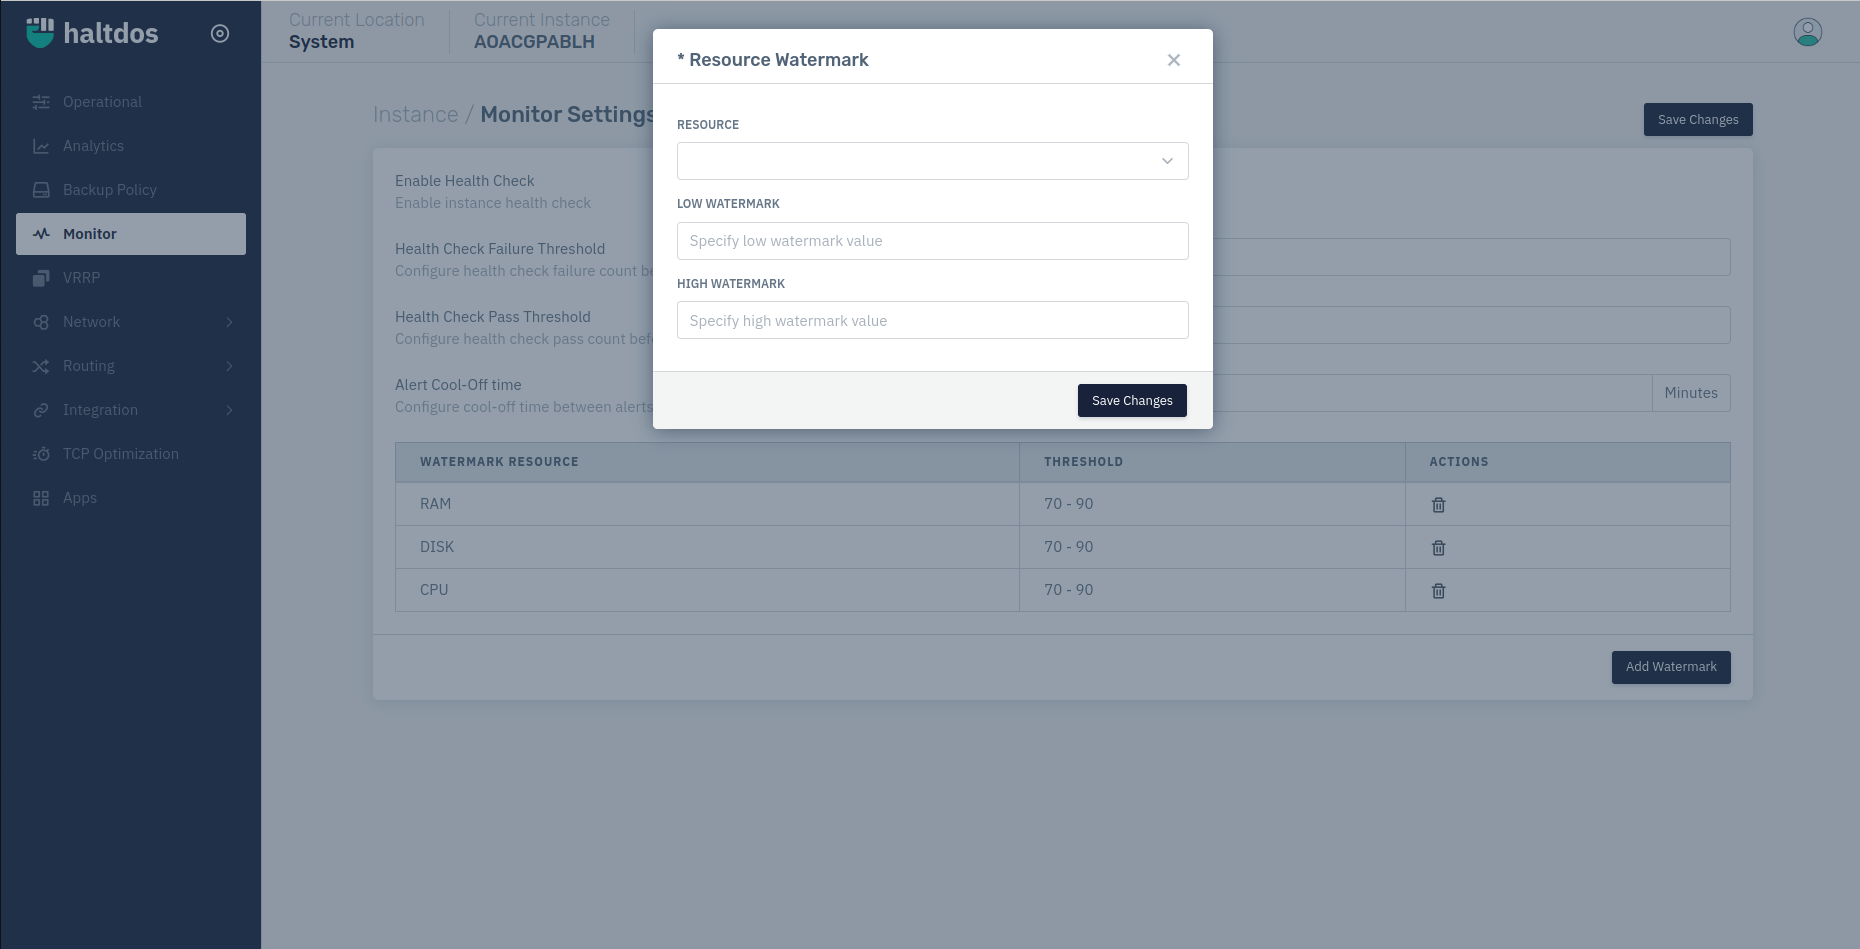 haltdos
Current Location
System
Current Instance
AOACGPABLH
Operational
Analytics
Backup Policy
Monitor
VRRP
Network
Routing
Integration
TCP Optimization
Apps
Instance / Monitor Settings
Save Changes
Enable Health Check
Enable instance health check
Health Check Failure Threshold
Configure health check failure count
Health Check Pass Threshold
Configure health check pass count
Alert Cool-Off time
Configure cool-off time between alerts
Minutes
* Resource Watermark
RESOURCE
LOW WATERMARK
Specify low watermark value
HIGH WATERMARK
Specify high watermark value
Save Changes
WATERMARK RESOURCE THRESHOLD ACTIONS
RAM 70 - 90
DISK 70 - 90
CPU 70 - 90
Add Watermark